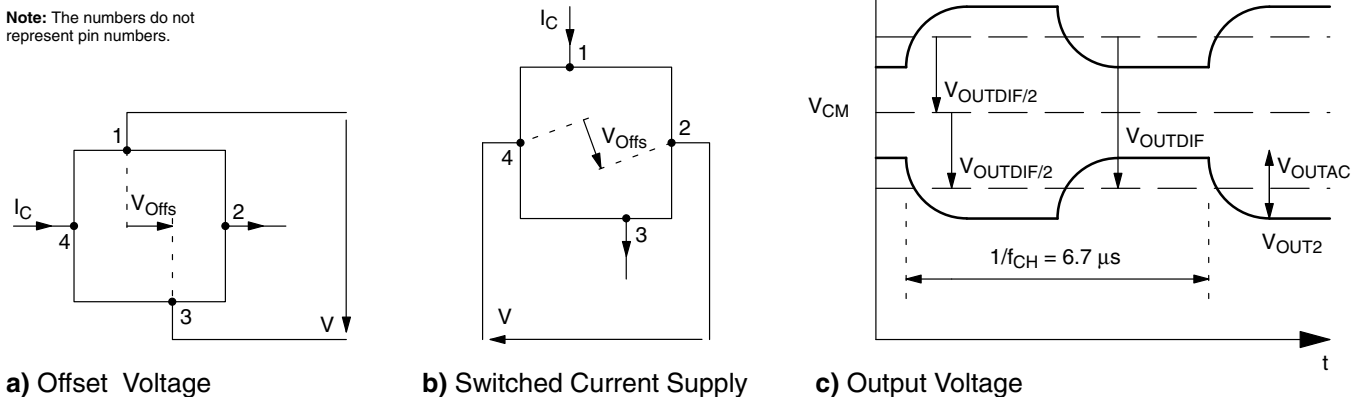 Note: The numbers do not
represent pin numbers.
1
I_C
V_Offs
2
4
3
V
a) Offset Voltage
I_C
1
V_Offs
2
4
3
V
b) Switched Current Supply
V_CM
V_OUTDIF/2
V_OUTDIF
V_OUTDIF/2
V_OUTAC
V_OUT2
1/f_CH = 6.7 μs
t
c) Output Voltage